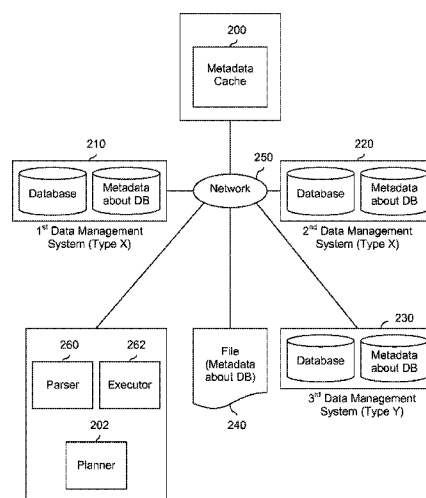 200
Metadata
Cache
210
250
220
Database
Metadata
about DB
Network
Database
Metadata
about DB
1st Data Management
System (Type X)
2nd Data Management
System (Type X)
260
262
230
Parser
Executor
File
(Metadata
about DB)
Database
Metadata
about DB
202
240
3rd Data Management
System (Type Y)
Planner